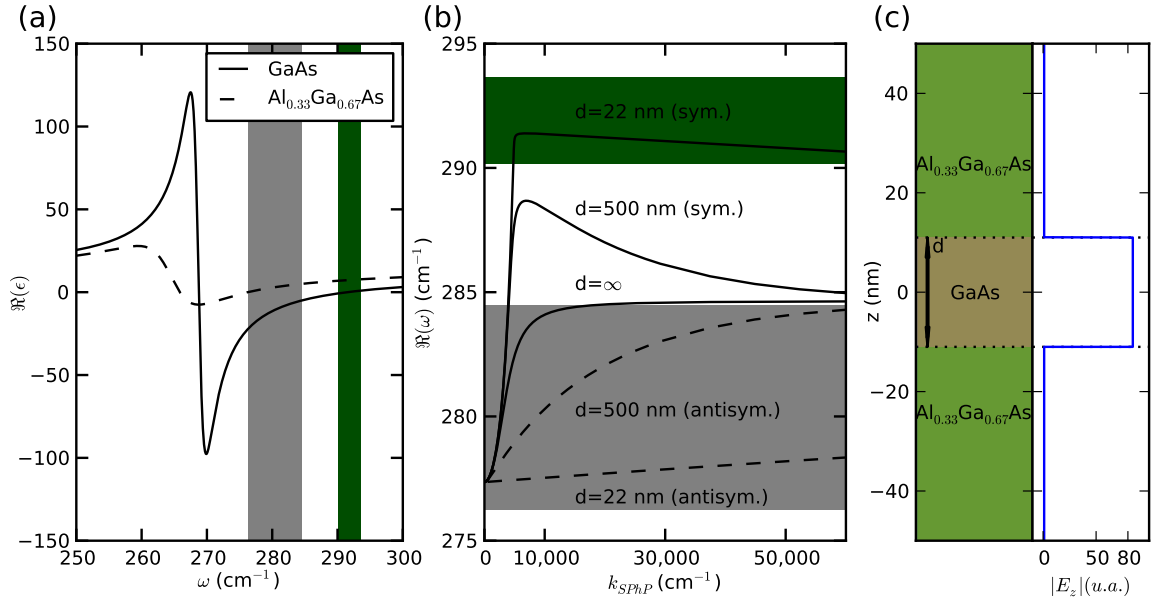 (a)
150
100
50
0
−50
−100
−150
250
260
270
280
290
300
ℜ(ϵ)
ω (cm⁻¹)
GaAs
Al₀.₃₃Ga₀.₆₇As
(b)
295
290
285
280
275
0
10,000
30,000
50,000
ℜ(ω) (cm⁻¹)
k_SPhP (cm⁻¹)
d=22 nm (sym.)
d=500 nm (sym.)
d=∞
d=500 nm (antisym.)
d=22 nm (antisym.)
(c)
Al₀.₃₃Ga₀.₆₇As
d
GaAs
Al₀.₃₃Ga₀.₆₇As
z (nm)
40
20
0
−20
−40
0
50
80
|E_z|(u.a.)